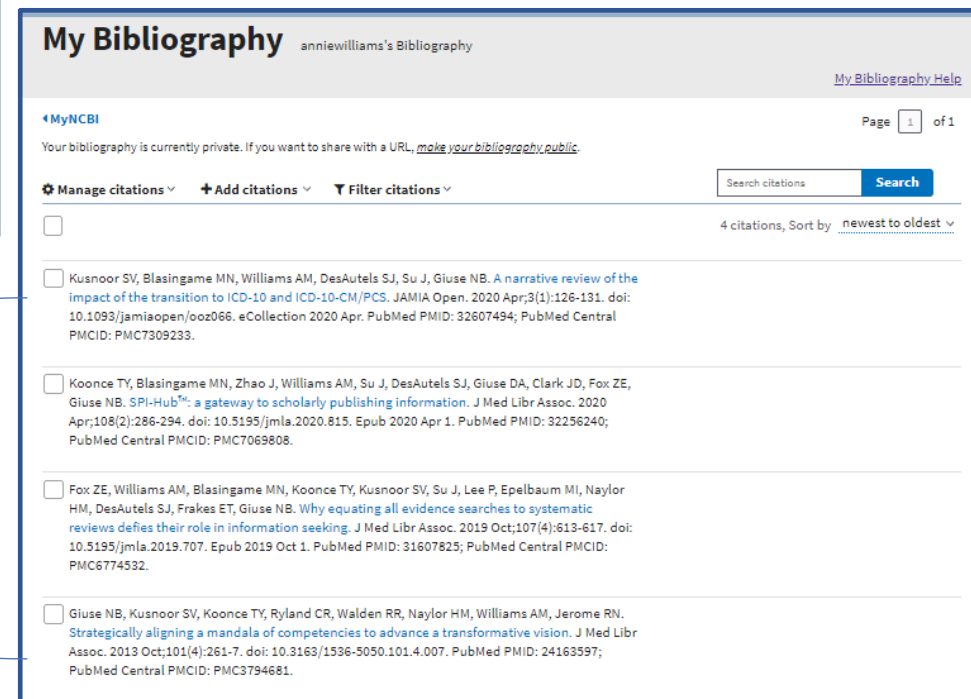 My Bibliography anniewilliams's Bibliography
My Bibliography Help
MyNCBI
Page 1 of 1
Your bibliography is currently private. If you want to share with a URL, make your bibliography public.
Manage citations + Add citations Filter citations
Search citations Search
4 citations, Sort by newest to oldest
Kusnoor SV, Blasingame MN, Williams AM, DesAutels SJ, Su J, Giuse NB. A narrative review of the
impact of the transition to ICD-10 and ICD-10-CM/PCS. JAMIA Open. 2020 Apr;3(1):126-131. doi:
10.1093/jamiaopen/ooz066. eCollection 2020 Apr. PubMed PMID: 32607494; PubMed Central
PMCID: PMC7309233.
Koonce TY, Blasingame MN, Zhao J, Williams AM, Su J, DesAutels SJ, Giuse DA, Clark JD, Fox ZE,
Giuse NB. SPI-Hub™: a gateway to scholarly publishing information. J Med Libr Assoc. 2020
Apr;108(2):286-294. doi: 10.5195/jmla.2020.815. Epub 2020 Apr 1. PubMed PMID: 32256240;
PubMed Central PMCID: PMC7069808.
Fox ZE, Williams AM, Blasingame MN, Koonce TY, Kusnoor SV, Su J, Lee P, Epelbaum MI, Naylor
HM, DesAutels SJ, Frakes ET, Giuse NB. Why equating all evidence searches to systematic
reviews defies their role in information seeking. J Med Libr Assoc. 2019 Oct;107(4):613-617. doi:
10.5195/jmla.2019.707. Epub 2019 Oct 1. PubMed PMID: 31607825; PubMed Central PMCID:
PMC6774532.
Giuse NB, Kusnoor SV, Koonce TY, Ryland CR, Walden RR, Naylor HM, Williams AM, Jerome RN.
Strategically aligning a mandala of competencies to advance a transformative vision. J Med Libr
Assoc. 2013 Oct;101(4):261-7. doi: 10.3163/1536-5050.101.4.007. PubMed PMID: 24163597;
PubMed Central PMCID: PMC3794681.